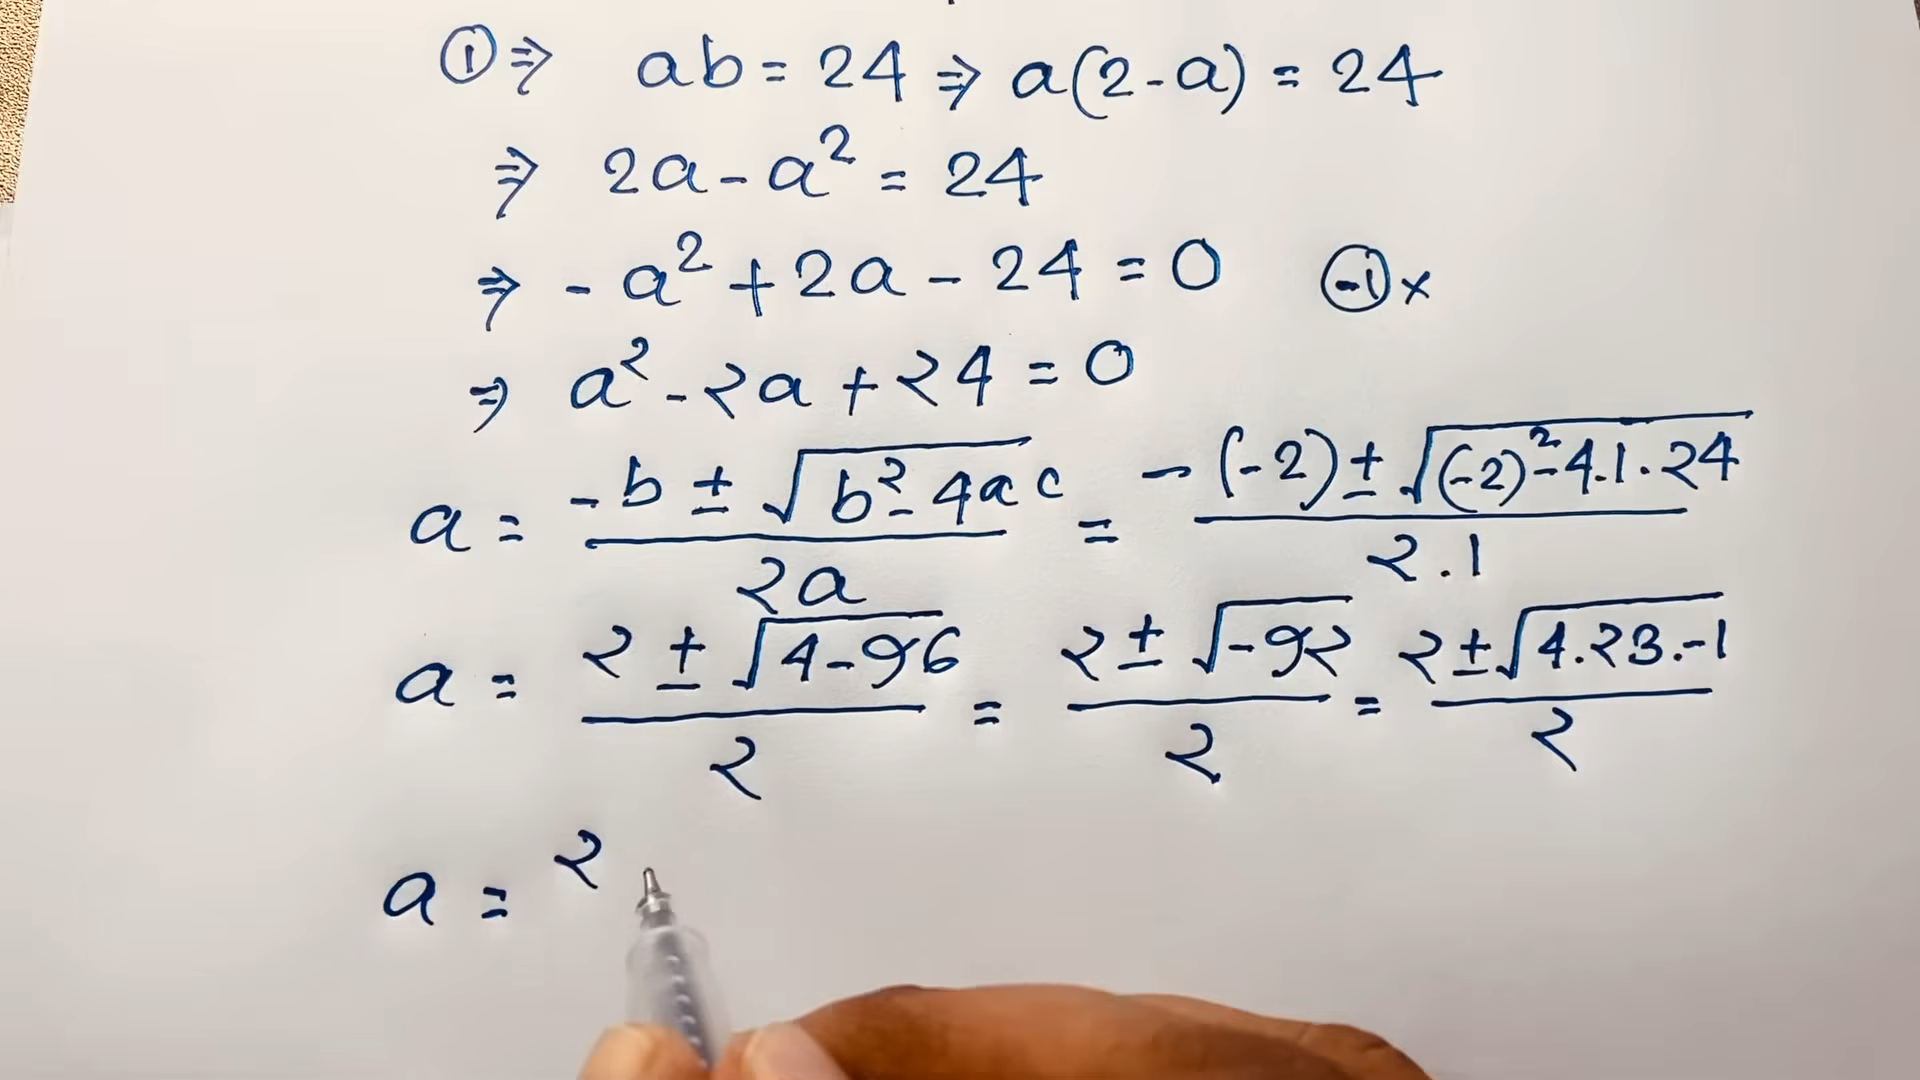 ① ⇒ ab = 24 ⇒ a(2-a) = 24
⇒ 2a - a² = 24
⇒ -a² + 2a - 24 = 0 (-1)×
⇒ a² - 2a + 24 = 0
a = (-b ± √(b² - 4ac))/(2a) = (-(-2) ± √((-2)² - 4.1.24))/(2.1)
a = (2 ± √(4-96))/2 = (2 ± √(-92))/2 = (2 ± √(4.23.-1))/2
a = 2